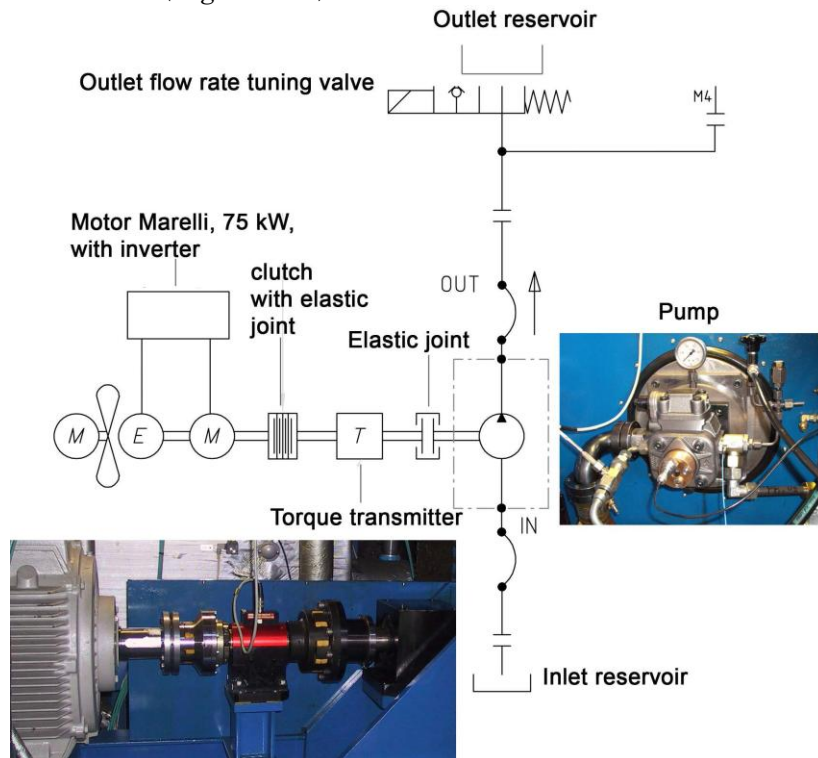 Outlet reservoir
Outlet flow rate tuning valve
M4
Motor Marelli, 75 kW,
with inverter
clutch
with elastic
joint
OUT
Pump
Elastic joint
M
E
M
T
Torque transmitter
IN
Inlet reservoir